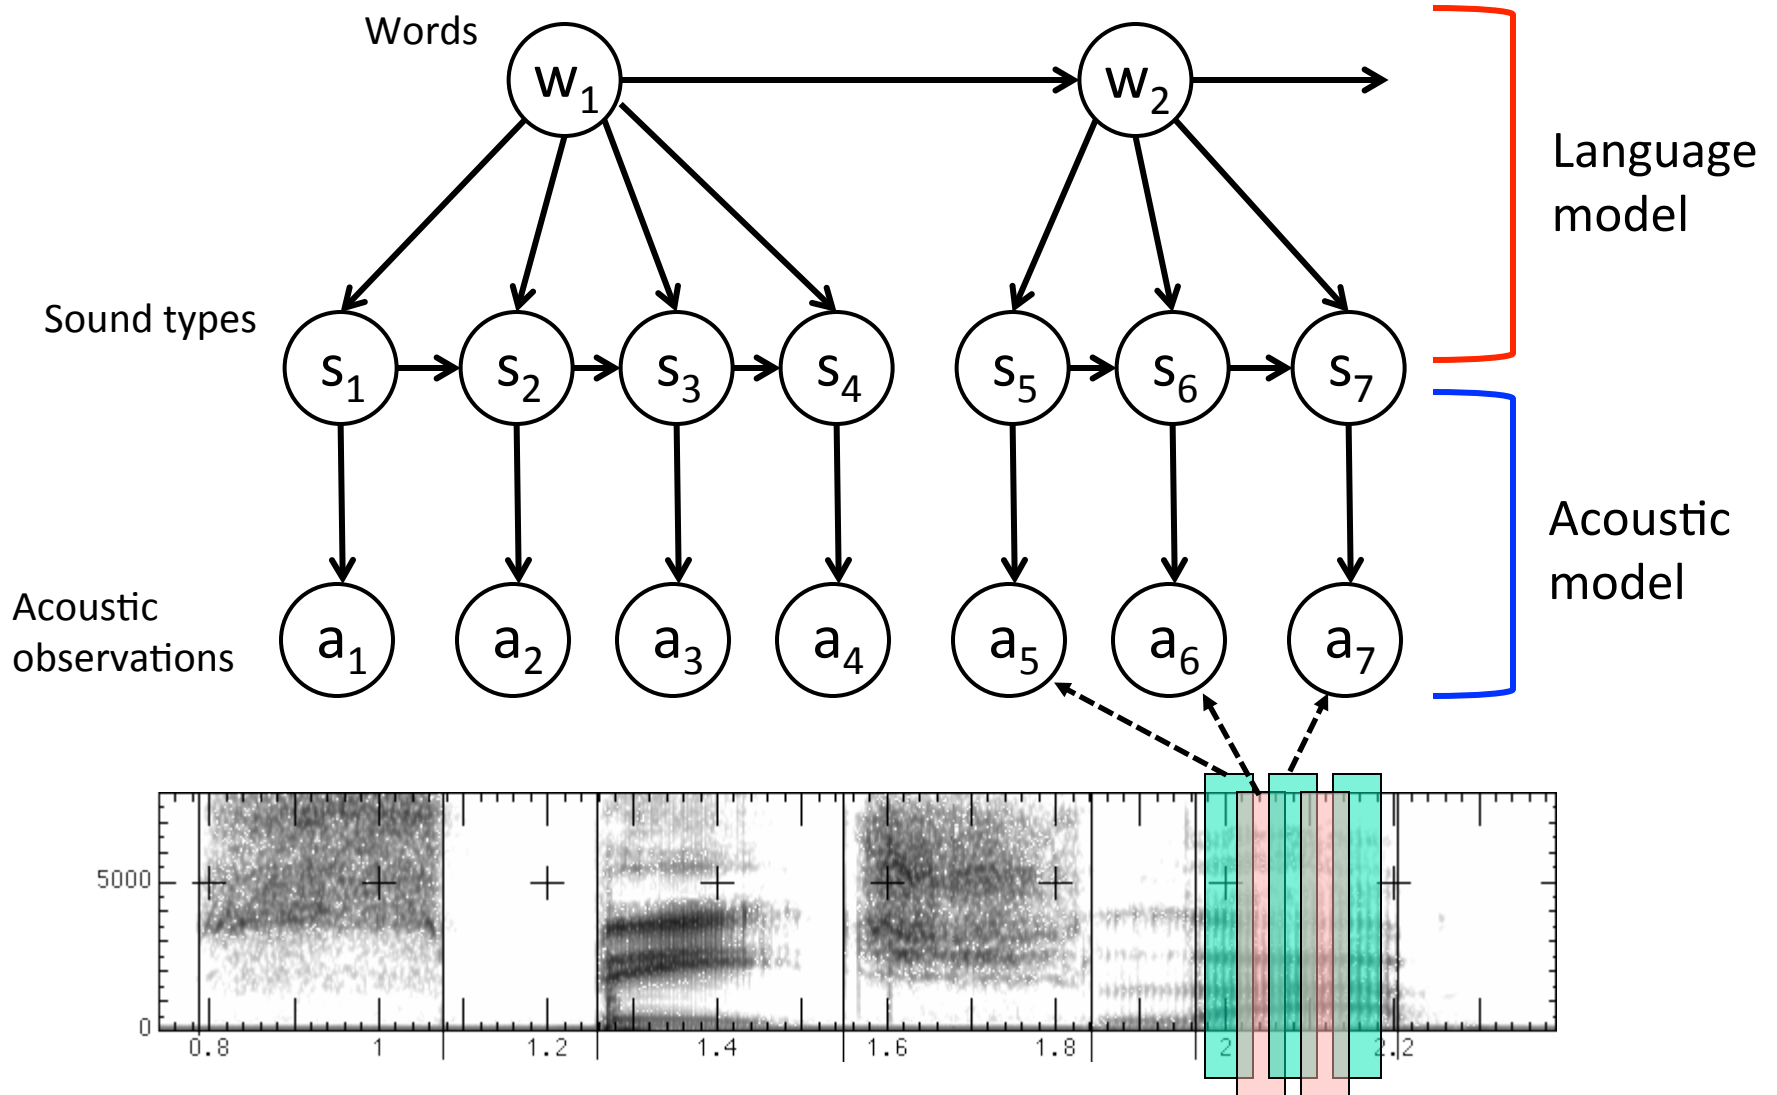 Words
w1
w2
Language
model
Sound types
s1
s2
s3
s4
s5
s6
s7
Acoustic
model
Acoustic
observations
a1
a2
a3
a4
a5
a6
a7
5000
0
0.8
1
1.2
1.4
1.6
1.8
2
2.2